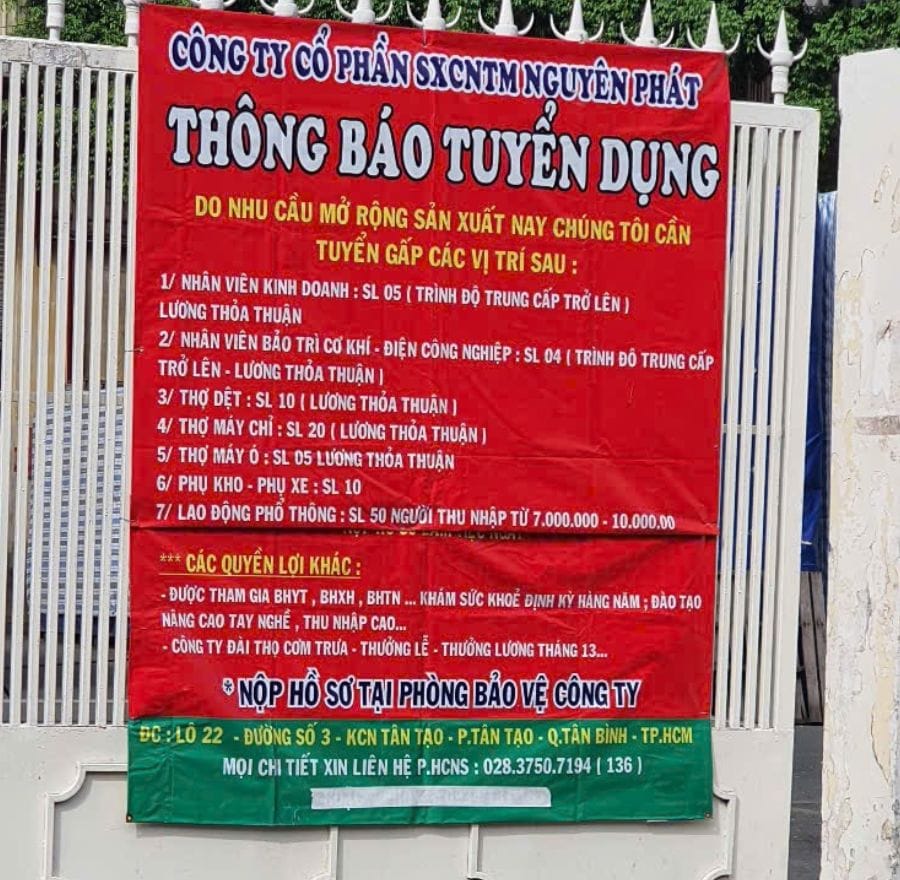 CÔNG TY CỔ PHẦN SXCNTM NGUYÊN PHÁT
THÔNG BÁO TUYỂN DỤNG
DO NHU CẦU MỞ RỘNG SẢN XUẤT NAY CHÚNG TÔI CẦN
TUYỂN GẤP CÁC VỊ TRÍ SAU :
1/ NHÂN VIÊN KINH DOANH : SL 05 ( TRÌNH ĐỘ TRUNG CẤP TRỞ LÊN )
LƯƠNG THỎA THUẬN
2/ NHÂN VIÊN BẢO TRÌ CƠ KHÍ - ĐIỆN CÔNG NGHIỆP : SL 04 ( TRÌNH ĐÔ TRUNG CẤP
TRỞ LÊN - LƯƠNG THỎA THUẬN )
3/ THỢ DỆT : SL 10 ( LƯƠNG THỎA THUẬN )
4/ THỢ MÁY CHỈ : SL 20 ( LƯƠNG THỎA THUẬN )
5/ THỢ MÁY Ó : SL 05 LƯƠNG THỎA THUẬN
6/ PHỤ KHO - PHỤ XE : SL 10
7/ LAO ĐỘNG PHỔ THÔNG : SL 50 NGƯỜI THU NHẬP TỪ 7.000.000 - 10.000.00
*** CÁC QUYỀN LỢI KHÁC :
- ĐƯỢC THAM GIA BHYT , BHXH , BHTN ... KHÁM SỨC KHOẺ ĐỊNH KỲ HÀNG NĂM ; ĐÀO TẠO
NÂNG CAO TAY NGHỀ , THU NHẬP CAO...
- CÔNG TY ĐÀI THỌ CƠM TRƯA - THƯỞNG LỄ - THƯỞNG LƯƠNG THÁNG 13...
* NỘP HỒ SƠ TẠI PHÒNG BẢO VỆ CÔNG TY
ĐC : LÔ 22 - ĐƯỜNG SỐ 3 - KCN TÂN TẠO - P.TÂN TẠO - Q.TÂN BÌNH - TP.HCM
MỌI CHI TIẾT XIN LIÊN HỆ P.HCNS : 028.3750.7194 ( 136 )